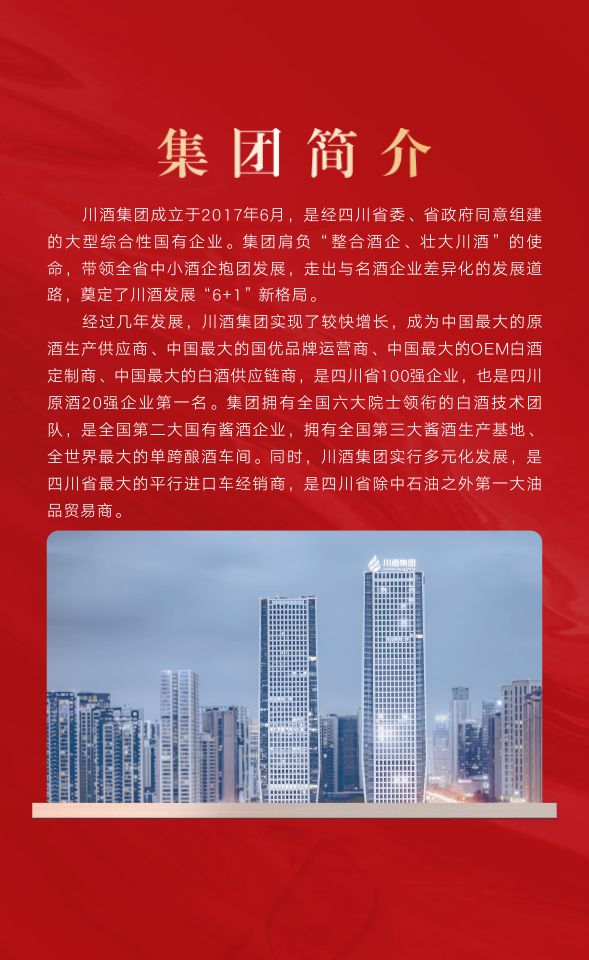 集团简介
川酒集团成立于2017年6月，是经四川省委、省政府同意组建
的大型综合性国有企业。集团肩负“整合酒企、壮大川酒”的使
命，带领全省中小酒企抱团发展，走出与名酒企业差异化的发展道
路，奠定了川酒发展“6+1”新格局。
经过几年发展，川酒集团实现了较快增长，成为中国最大的原
酒生产供应商、中国最大的国优品牌运营商、中国最大的OEM白酒
定制商、中国最大的白酒供应链商，是四川省100强企业，也是四川
原酒20强企业第一名。集团拥有全国六大院士领衔的白酒技术团
队，是全国第二大国有酱酒企业，拥有全国第三大酱酒生产基地、
全世界最大的单跨酿酒车间。同时，川酒集团实行多元化发展，是
四川省最大的平行进口车经销商，是四川省除中石油之外第一大油
品贸易商。
川酒集团